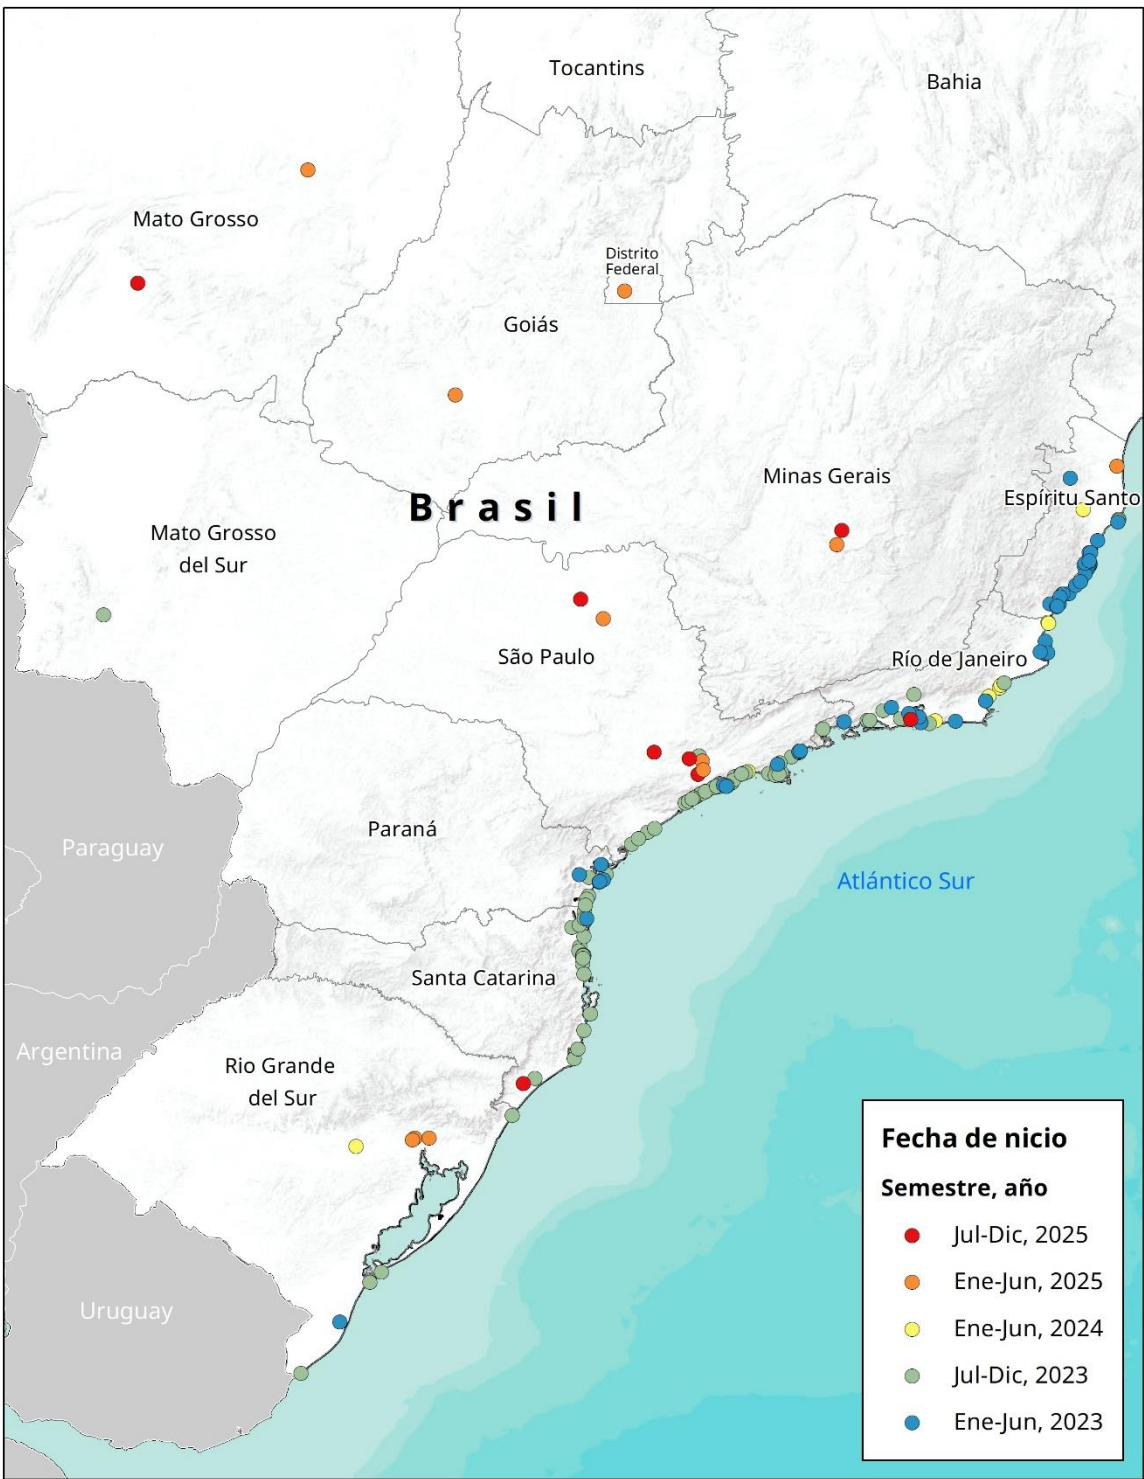 Tocantins
Bahia
Mato Grosso
Distrito
Federal
Goiás
Minas Gerais
Espíritu Santo
Brasil
Mato Grosso
del Sur
São Paulo
Río de Janeiro
Paraná
Paraguay
Atlántico Sur
Santa Catarina
Argentina
Rio Grande
del Sur
Uruguay
Fecha de nicio
Semestre, año
Jul-Dic, 2025
Ene-Jun, 2025
Ene-Jun, 2024
Jul-Dic, 2023
Ene-Jun, 2023